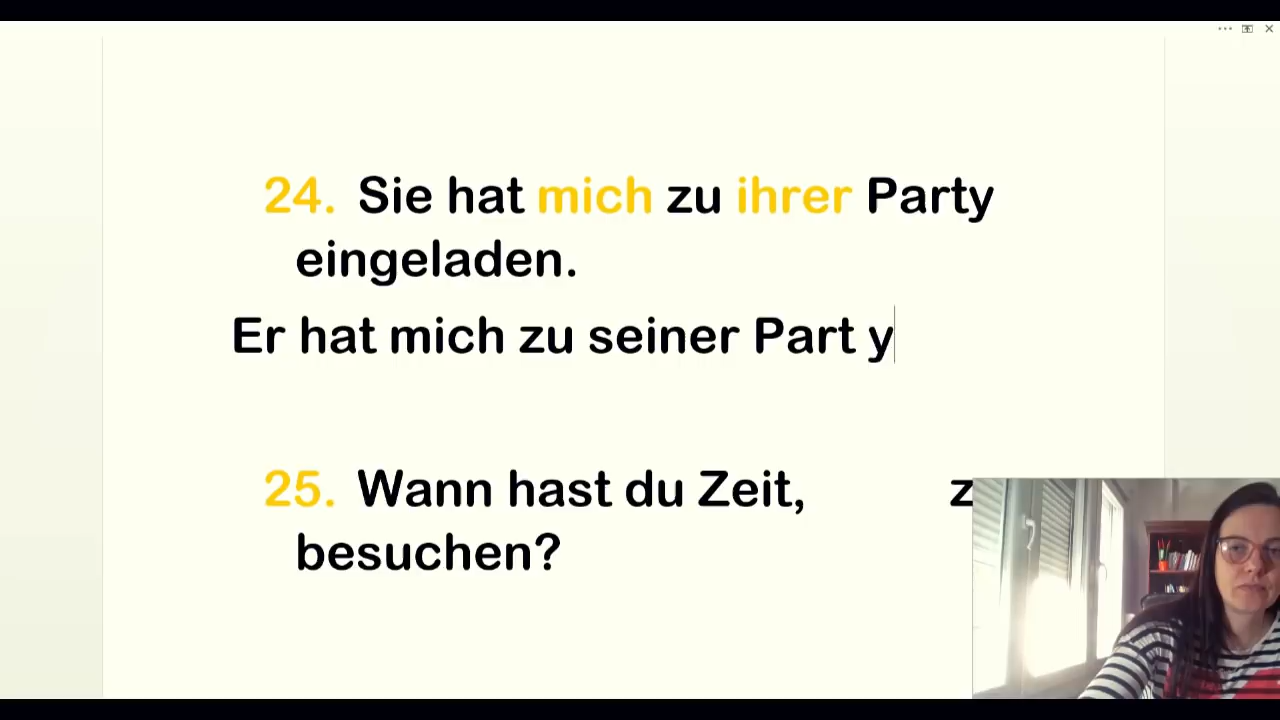 24. Sie hat mich zu ihrer Party
eingeladen.
Er hat mich zu seiner Part y
25. Wann hast du Zeit, z
besuchen?